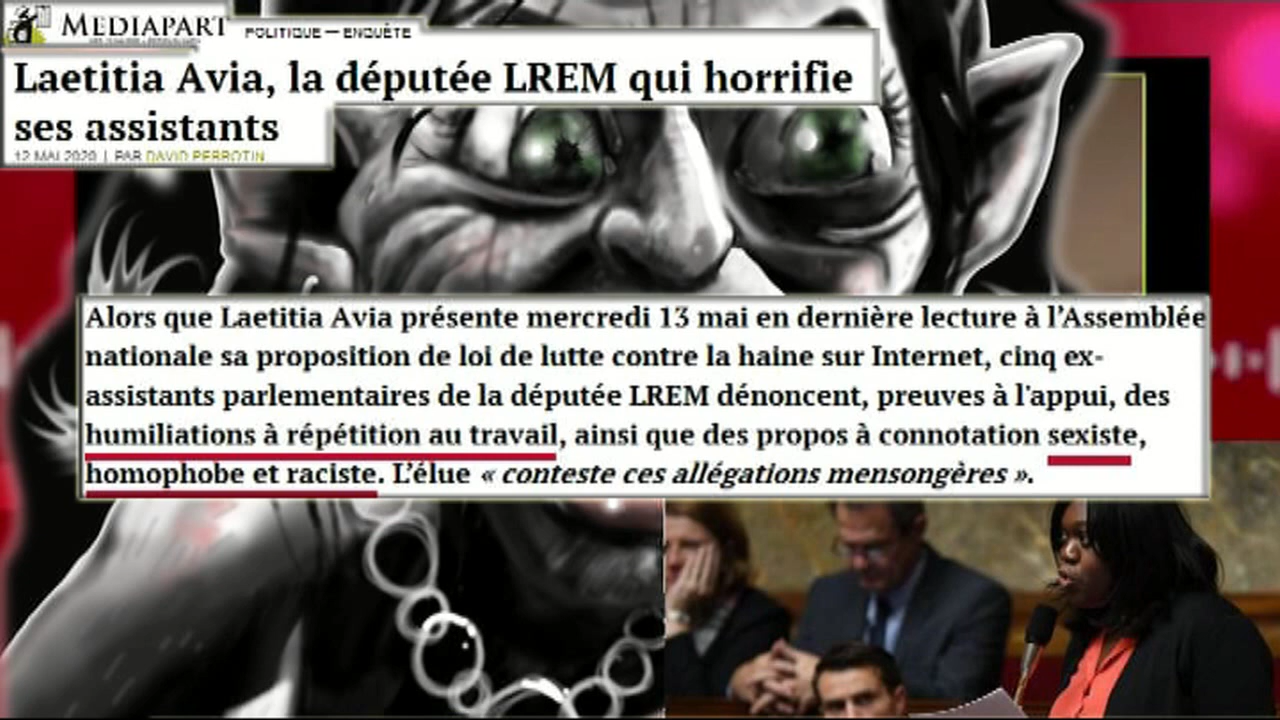 MEDIAPART
POLITIQUE — ENQUÊTE
Laetitia Avia, la députée LREM qui horrifie
ses assistants
12 MAI 2020 | PAR DAVID PERROTIN
Alors que Laetitia Avia présente mercredi 13 mai en dernière lecture à l'Assemblée
nationale sa proposition de loi de lutte contre la haine sur Internet, cinq ex-
assistants parlementaires de la députée LREM dénoncent, preuves à l'appui, des
humiliations à répétition au travail, ainsi que des propos à connotation sexiste,
homophobe et raciste. L'élue « conteste ces allégations mensongères ».